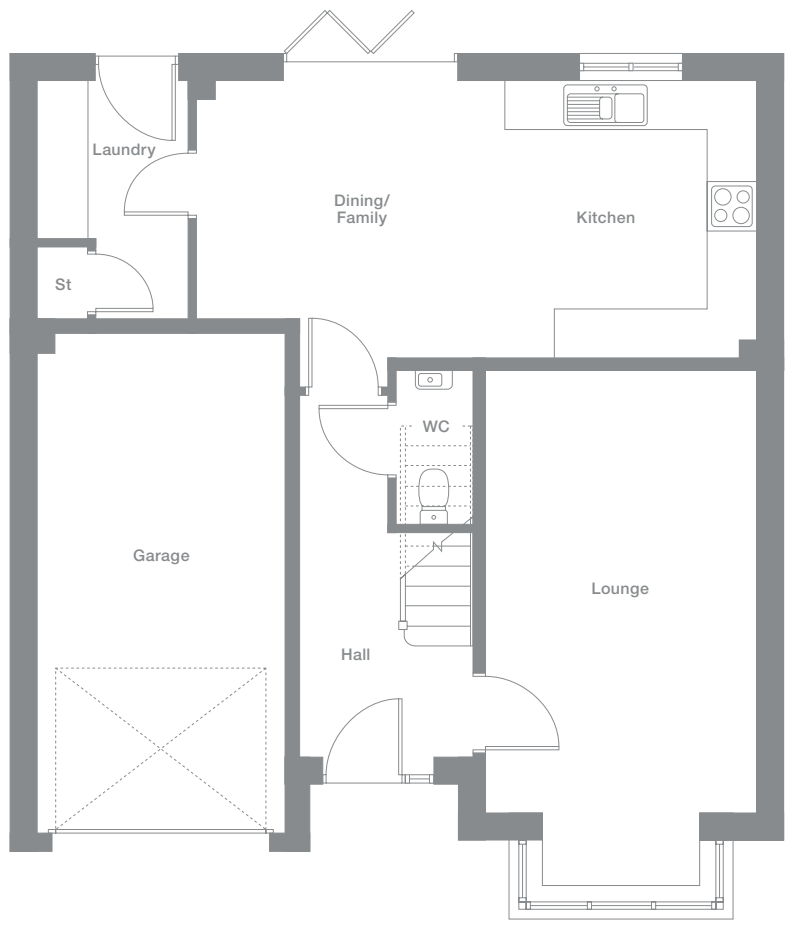 Laundry
Dining/
Family
Kitchen
St
WC
Garage
Lounge
Hall